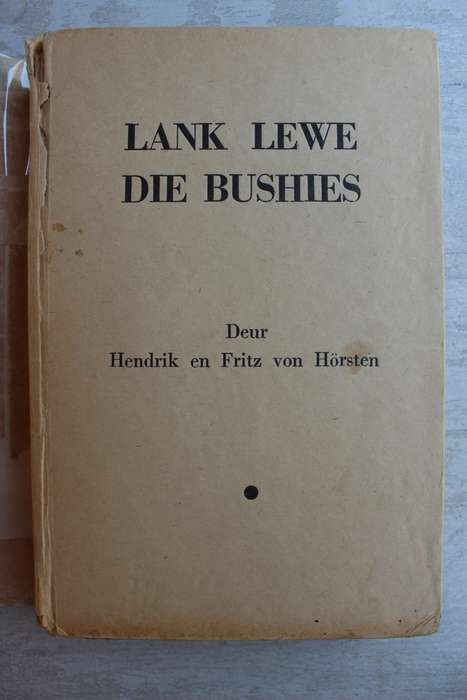 LANK LEWE
DIE BUSHIES
Deur
Hendrik en Fritz von Hörsten